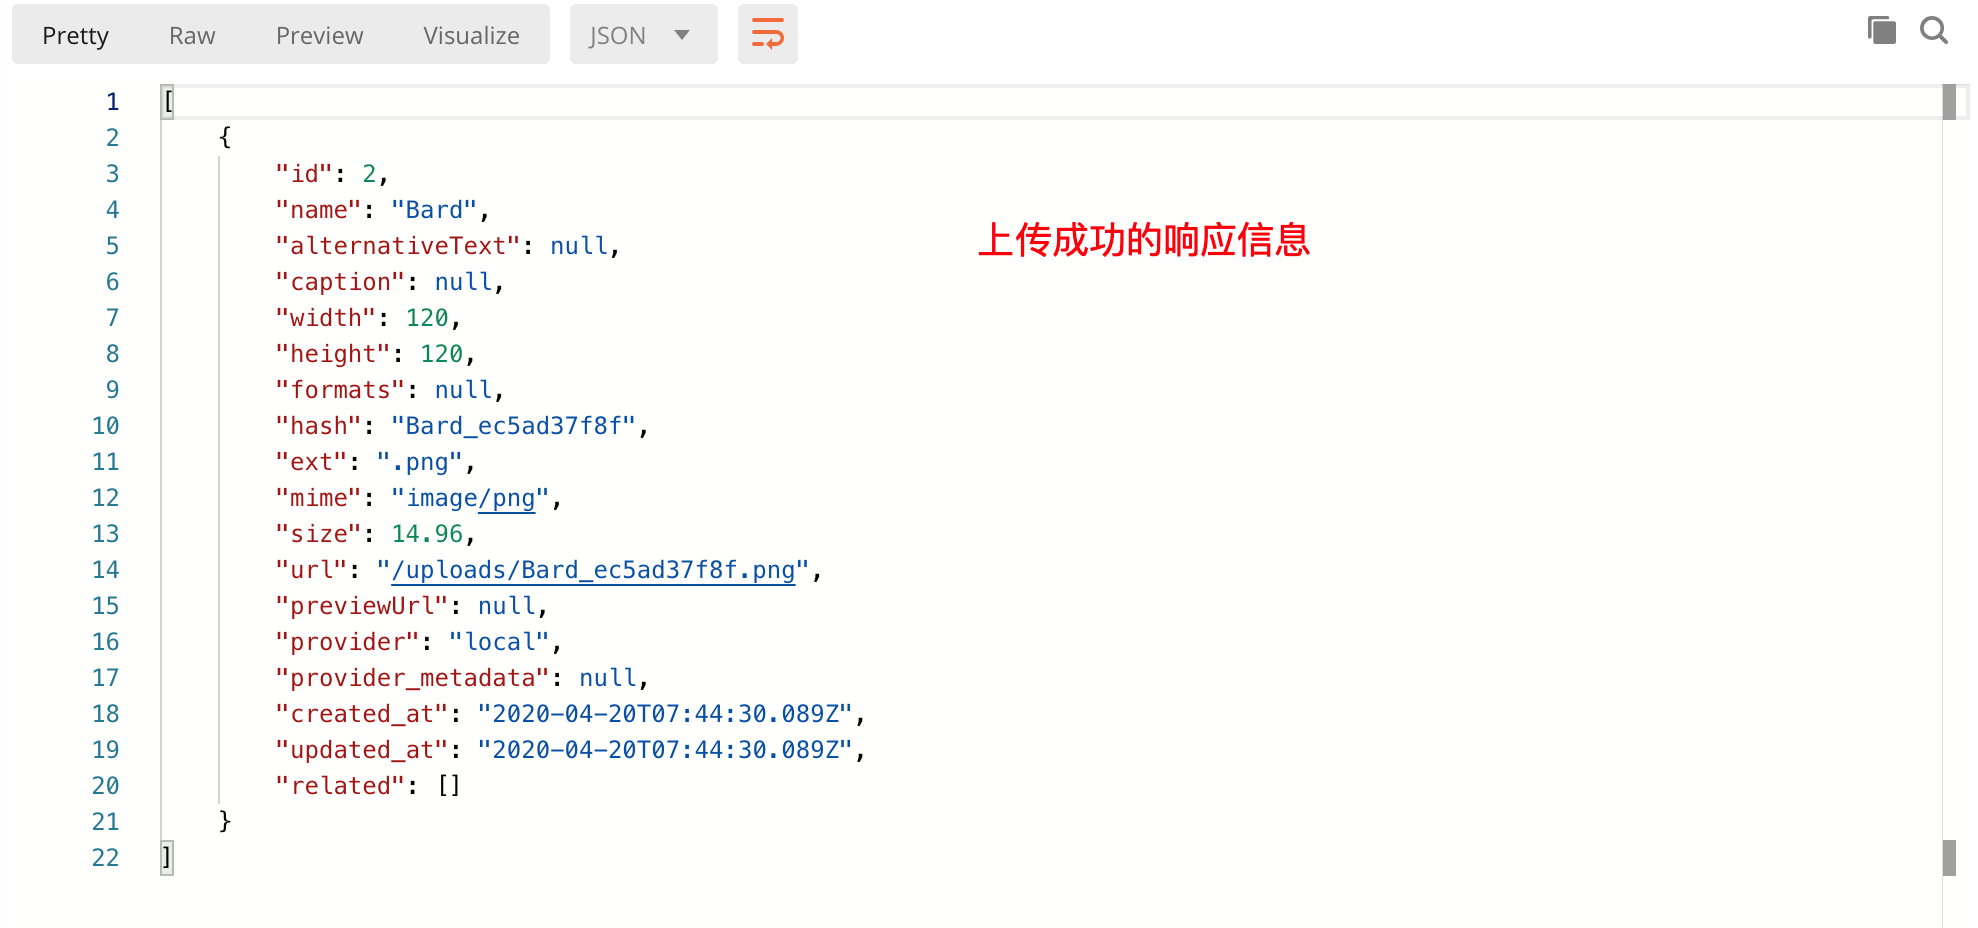 Pretty Raw Preview Visualize JSON
1 [
2 {
3 "id": 2,
4 "name": "Bard",
5 "alternativeText": null,
上传成功的响应信息
6 "caption": null,
7 "width": 120,
8 "height": 120,
9 "formats": null,
10 "hash": "Bard_ec5ad37f8f",
11 "ext": ".png",
12 "mime": "image/png",
13 "size": 14.96,
14 "url": "/uploads/Bard_ec5ad37f8f.png",
15 "previewUrl": null,
16 "provider": "local",
17 "provider_metadata": null,
18 "created_at": "2020-04-20T07:44:30.089Z",
19 "updated_at": "2020-04-20T07:44:30.089Z",
20 "related": []
21 }
22 ]